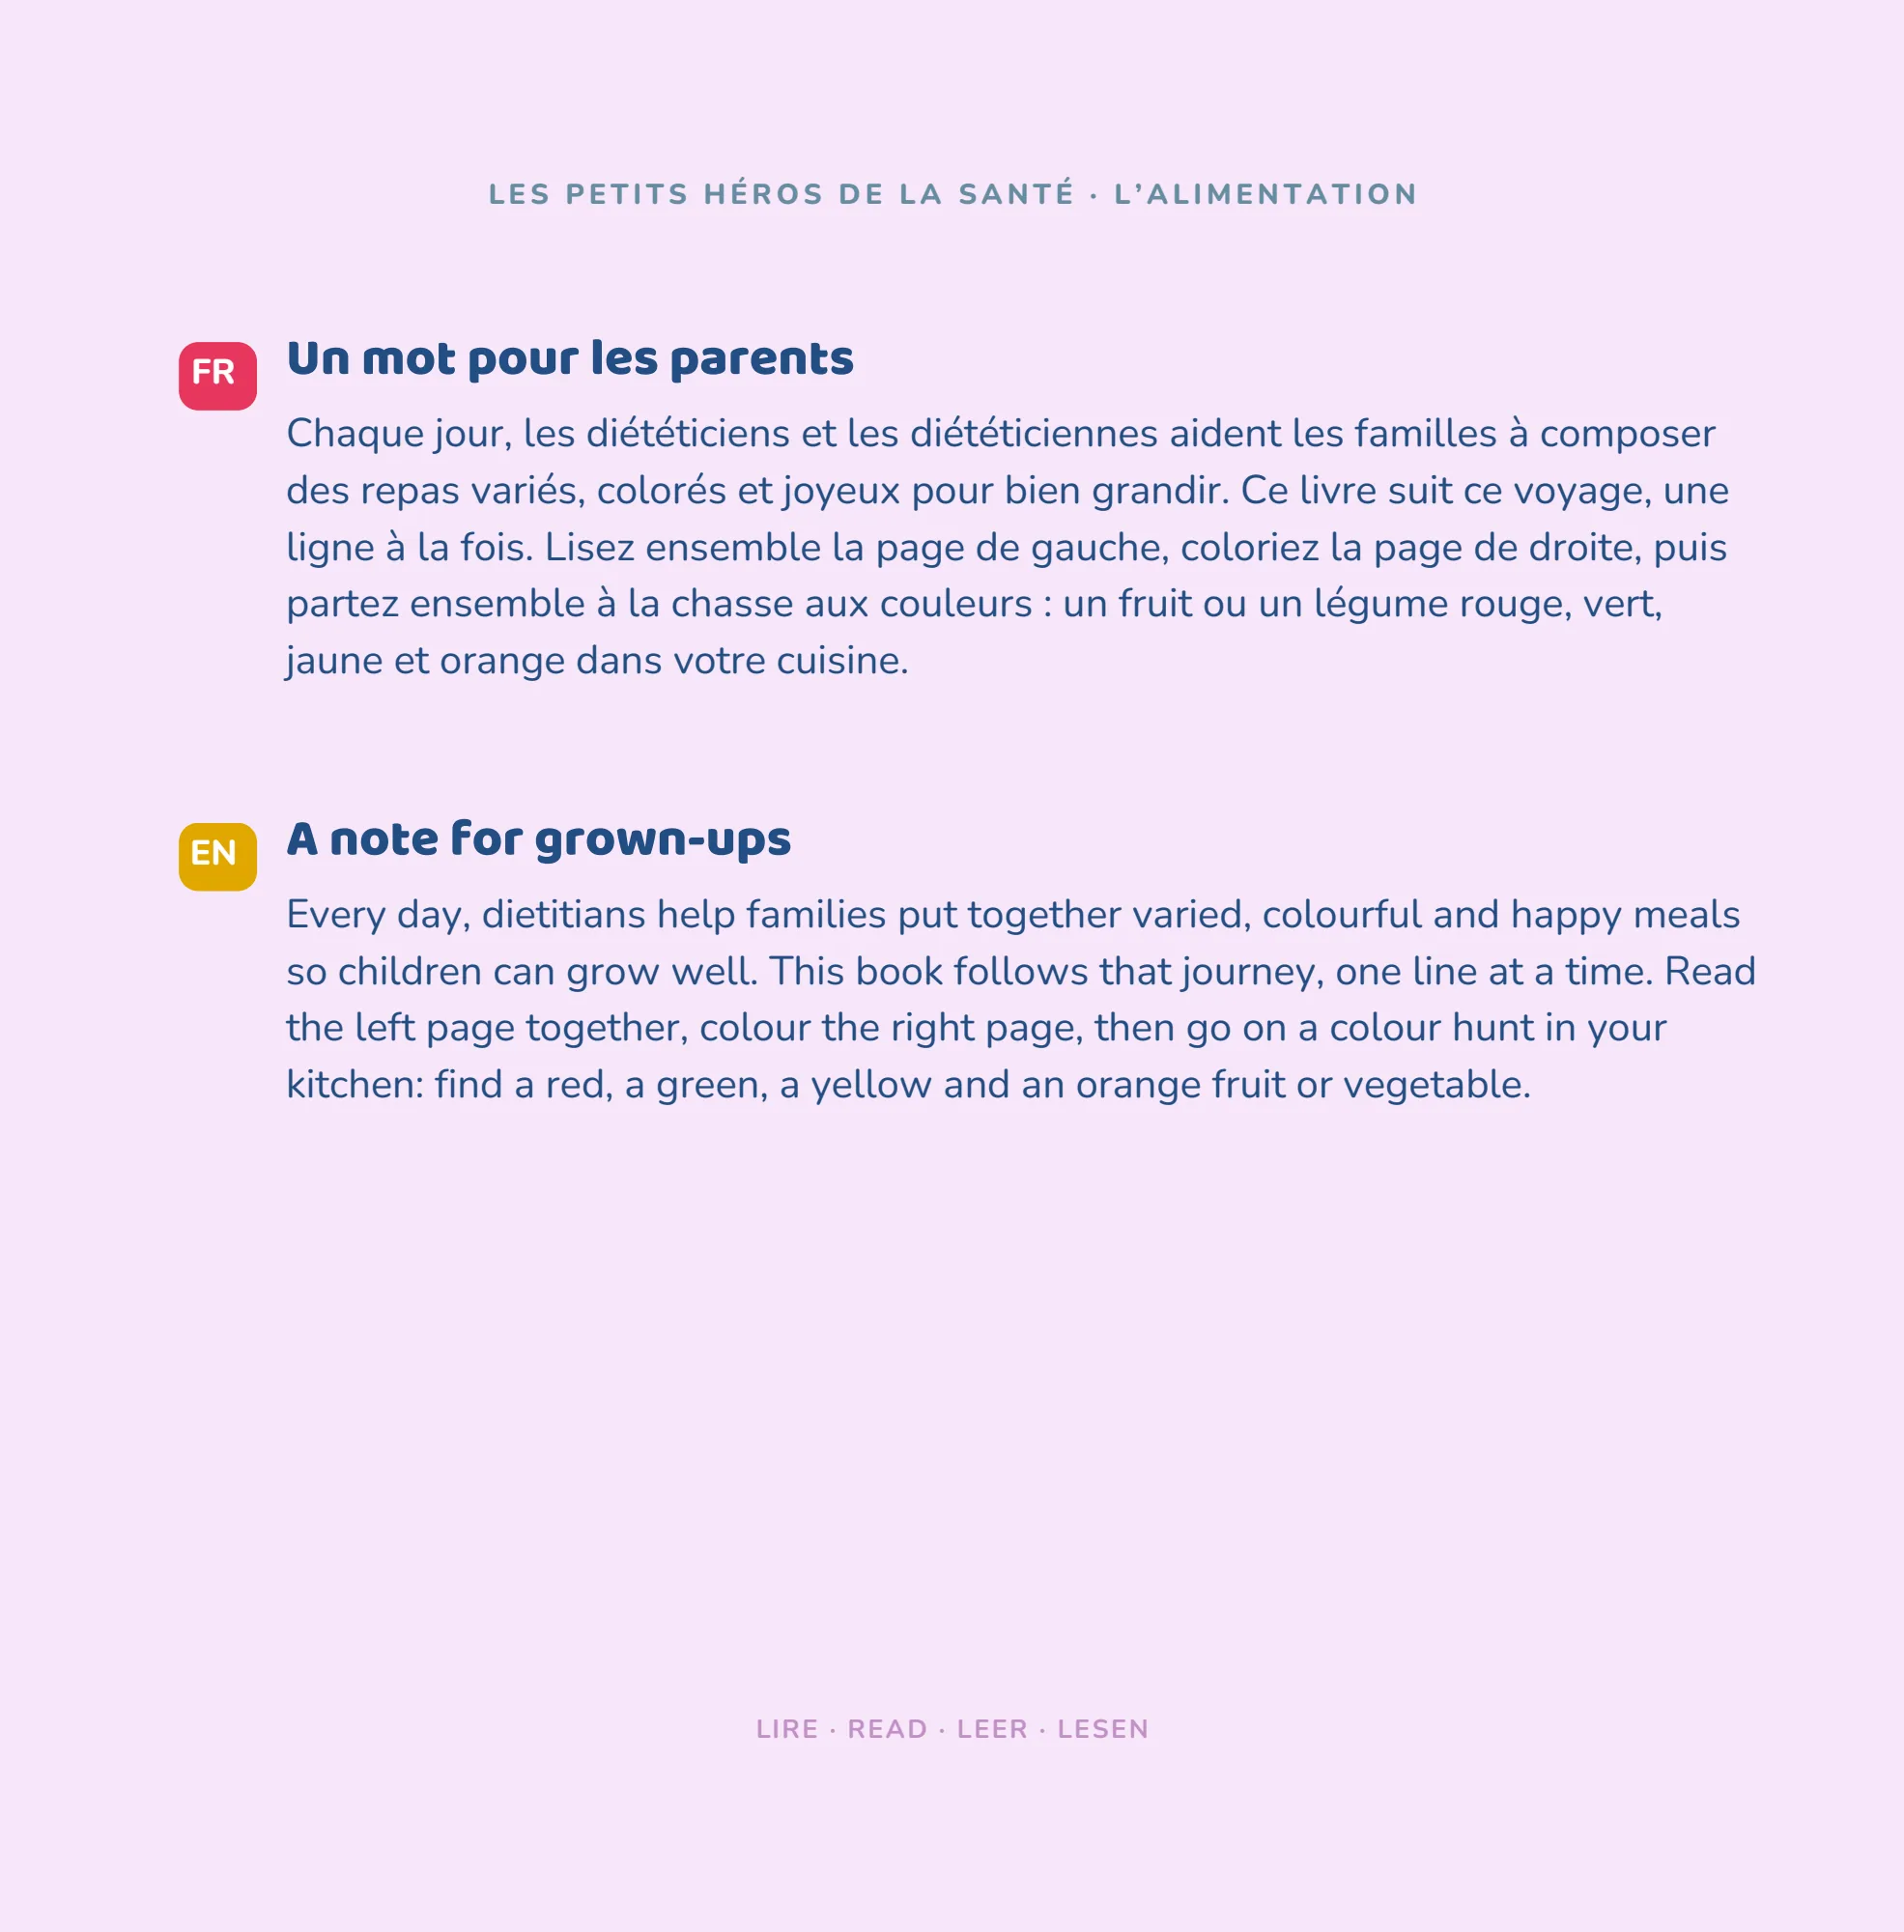 LES PETITS HÉROS DE LA SANTÉ · L’ALIMENTATION
FR
Un mot pour les parents
Chaque jour, les diététiciens et les diététiciennes aident les familles à composer
des repas variés, colorés et joyeux pour bien grandir. Ce livre suit ce voyage, une
ligne à la fois. Lisez ensemble la page de gauche, coloriez la page de droite, puis
partez ensemble à la chasse aux couleurs : un fruit ou un légume rouge, vert,
jaune et orange dans votre cuisine.
EN
A note for grown-ups
Every day, dietitians help families put together varied, colourful and happy meals
so children can grow well. This book follows that journey, one line at a time. Read
the left page together, colour the right page, then go on a colour hunt in your
kitchen: find a red, a green, a yellow and an orange fruit or vegetable.
LIRE · READ · LEER · LESEN